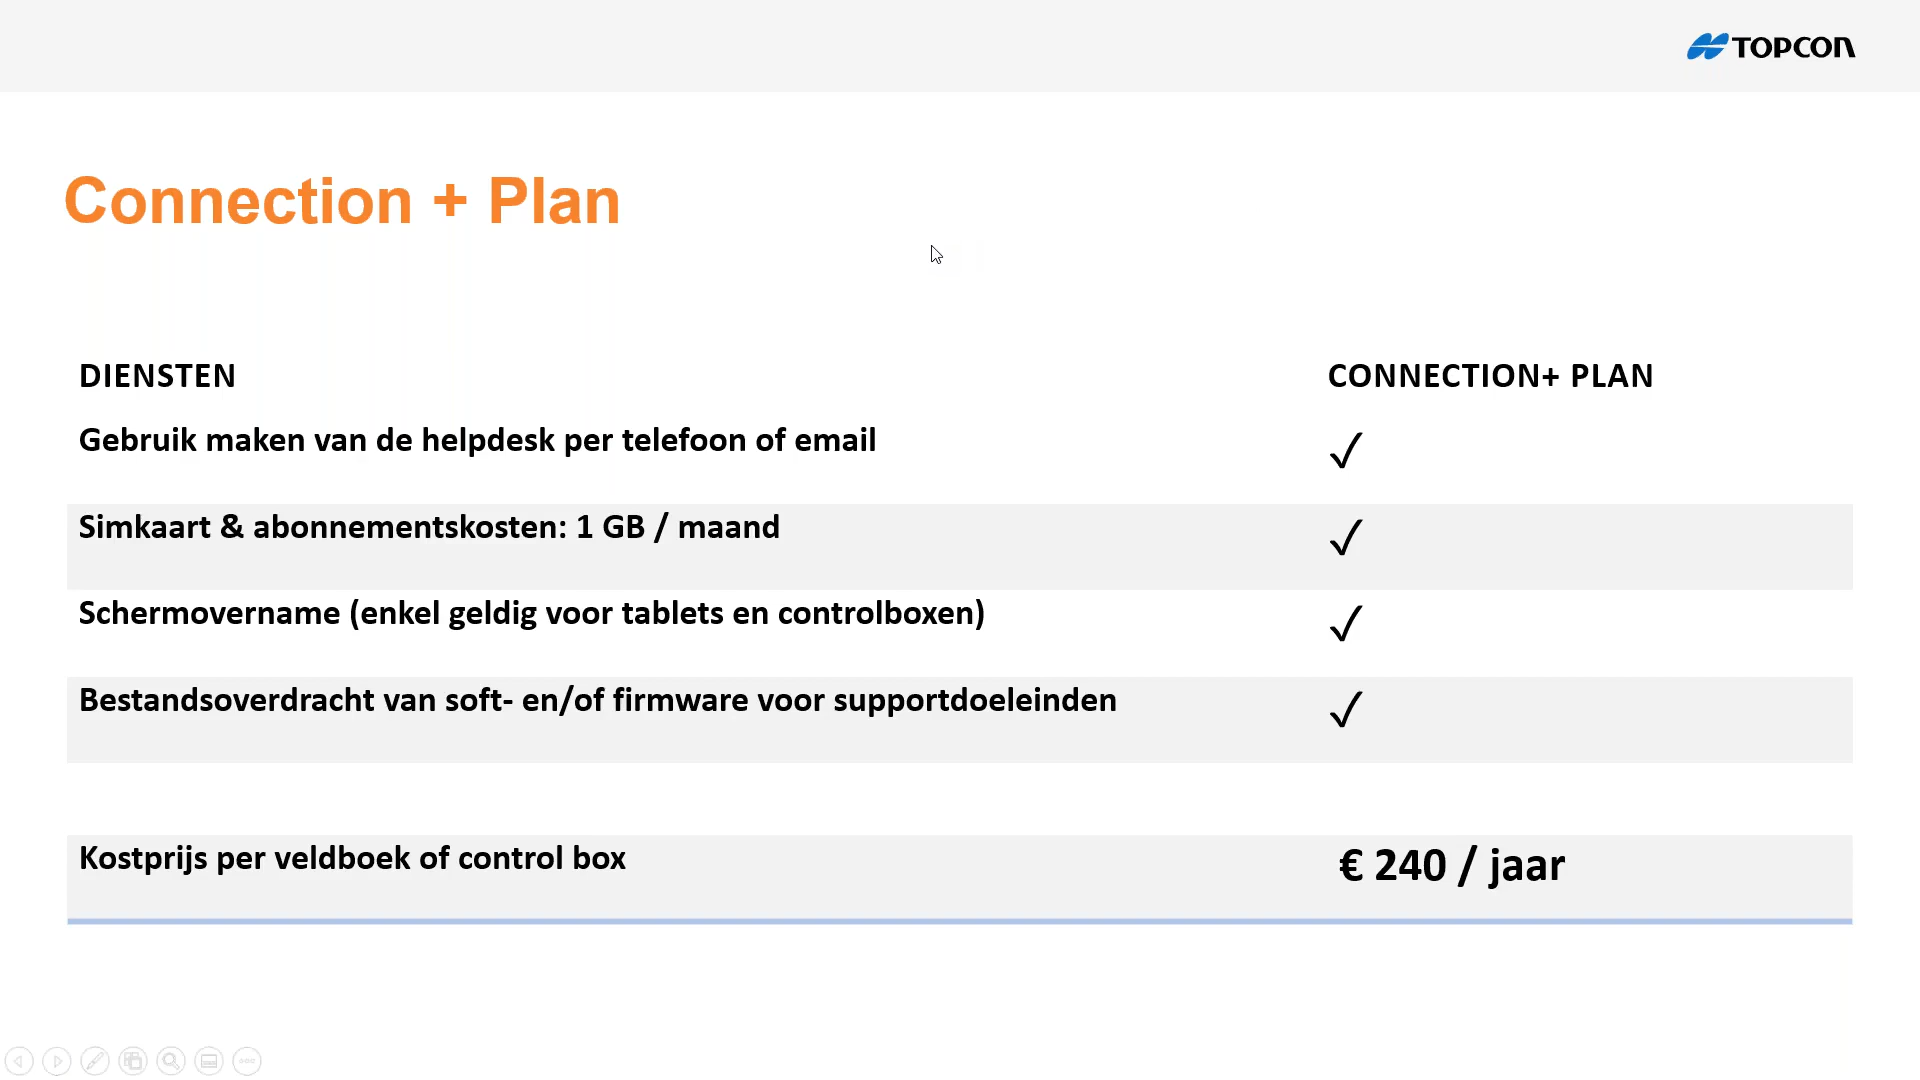 TOPCON
Connection + Plan
DIENSTEN CONNECTION+ PLAN
Gebruik maken van de helpdesk per telefoon of email ✓
Simkaart & abonnementskosten: 1 GB / maand ✓
Schermovername (enkel geldig voor tablets en controlboxen) ✓
Bestandsoverdracht van soft- en/of firmware voor supportdoeleinden ✓
Kostprijs per veldboek of control box € 240 / jaar